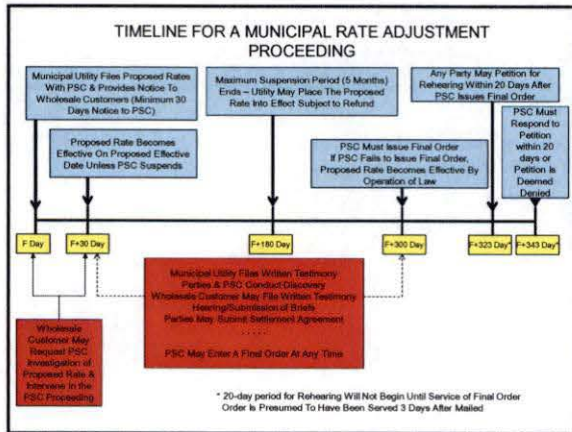 TIMELINE FOR A MUNICIPAL RATE ADJUSTMENT
PROCEEDING
Municipal Utility Files Proposed Rates
With PSC & Provides Notice To
Wholesale Customers (Minimum 30
Days Notice to PSC)
Maximum Suspension Period (5 Months)
Ends – Utility May Place The Proposed
Rate Into Effect Subject to Refund
Any Party May Petition for
Rehearing Within 20 Days After
PSC Issues Final Order
PSC Must
Respond to
Petition
within 20
days or
Petition Is
Deemed
Denied
Proposed Rate Becomes
Effective On Proposed Effective
Date Unless PSC Suspends
PSC Must Issue Final Order
If PSC Fails to Issue Final Order,
Proposed Rate Becomes Effective By
Operation of Law
F Day
F+30 Day
F+180 Day
F+300 Day
F+323 Day*
F+343 Day*
Municipal Utility Files Written Testimony
Parties & PSC Conduct Discovery
Wholesale Customer May File Written Testimony
Hearing/Submission of Briefs
Parties May Submit Settlement Agreement
. . . . .
PSC May Enter A Final Order At Any Time
Wholesale
Customer May
Request PSC
Investigation of
Proposed Rate &
Intervene In the
PSC Proceeding
* 20-day period for Rehearing Will Not Begin Until Service of Final Order
Order Is Presumed To Have Been Served 3 Days After Mailed